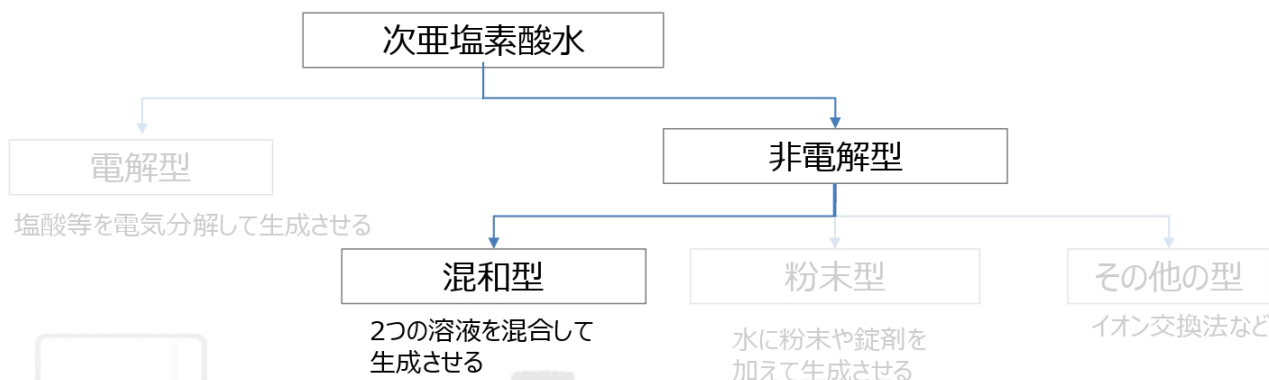 次亜塩素酸水
電解型
非電解型
塩酸等を電気分解して生成させる
混和型
粉末型
その他の型
2つの溶液を混合して
生成させる
水に粉末や錠剤を
加えて生成させる
イオン交換法など